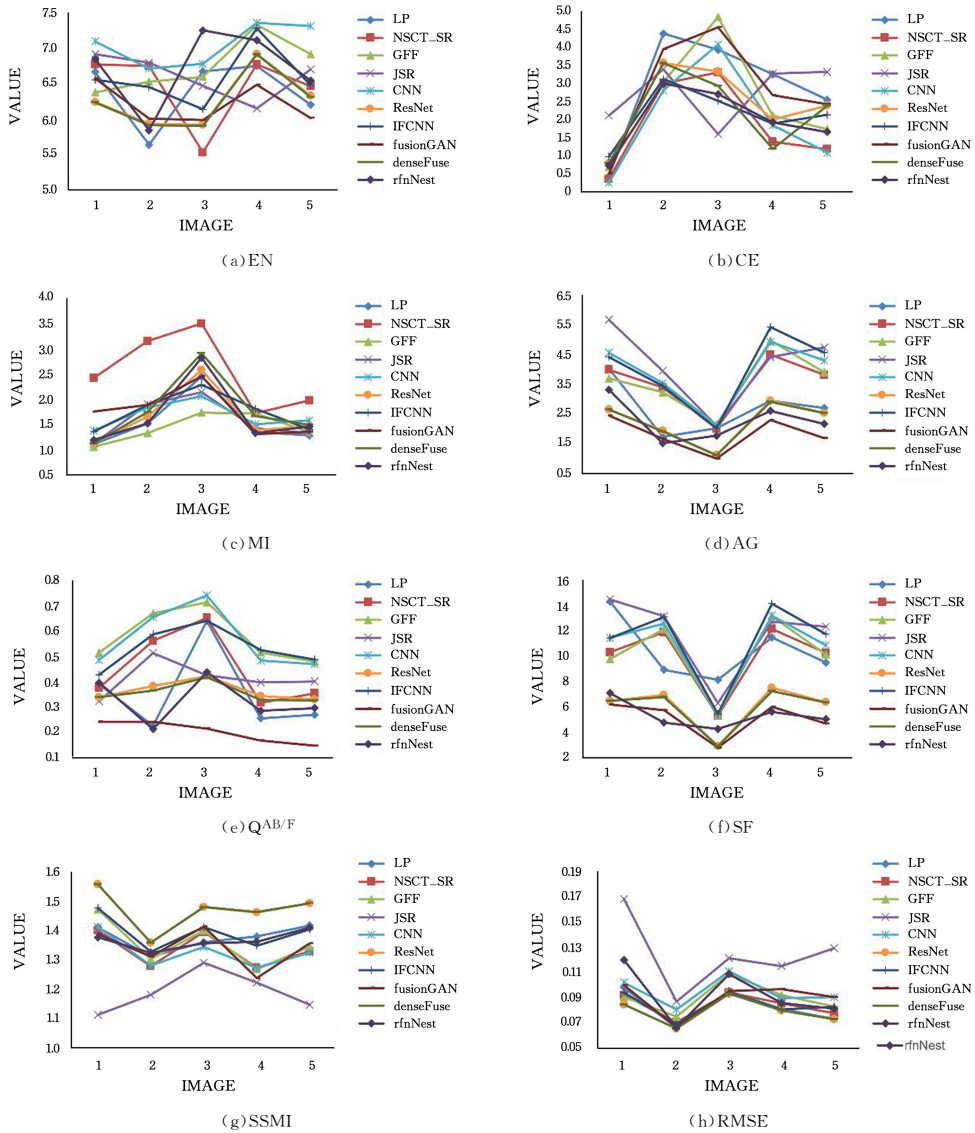 7.5
7.0
6.5
6.0
5.5
5.0
VALUE
1 2 3 4 5
IMAGE
LP
NSCT_SR
GFF
JSR
CNN
ResNet
IFCNN
fusionGAN
denseFuse
rfnNest
(a)EN
5.0
4.5
4.0
3.5
3.0
2.5
2.0
1.5
1.0
0.5
0
VALUE
1 2 3 4 5
IMAGE
LP
NSCT_SR
GFF
JSR
CNN
ResNet
IFCNN
fusionGAN
denseFuse
rfnNest
(b)CE
4.0
3.5
3.0
2.5
2.0
1.5
1.0
0.5
VALUE
1 2 3 4 5
IMAGE
LP
NSCT_SR
GFF
JSR
CNN
ResNet
IFCNN
fusionGAN
denseFuse
rfnNest
(c)MI
6.5
5.5
4.5
3.5
2.5
1.5
0.5
VALUE
1 2 3 4 5
IMAGE
LP
NSCT_SR
GFF
JSR
CNN
ResNet
IFCNN
fusionGAN
denseFuse
rfnNest
(d)AG
0.8
0.7
0.6
0.5
0.4
0.3
0.2
0.1
VALUE
1 2 3 4 5
IMAGE
LP
NSCT_SR
GFF
JSR
CNN
ResNet
IFCNN
fusionGAN
denseFuse
rfnNest
(e)Q^AB/F
16
14
12
10
8
6
4
2
VALUE
1 2 3 4 5
IMAGE
LP
NSCT_SR
GFF
JSR
CNN
ResNet
IFCNN
fusionGAN
denseFuse
rfnNest
(f)SF
1.6
1.5
1.4
1.3
1.2
1.1
1.0
VALUE
1 2 3 4 5
IMAGE
LP
NSCT_SR
GFF
JSR
CNN
ResNet
IFCNN
fusionGAN
denseFuse
rfnNest
(g)SSMI
0.19
0.17
0.15
0.13
0.11
0.09
0.07
0.05
VALUE
1 2 3 4 5
IMAGE
LP
NSCT_SR
GFF
JSR
CNN
ResNet
IFCNN
fusionGAN
denseFuse
rfnNest
rfnNest
(h)RMSE